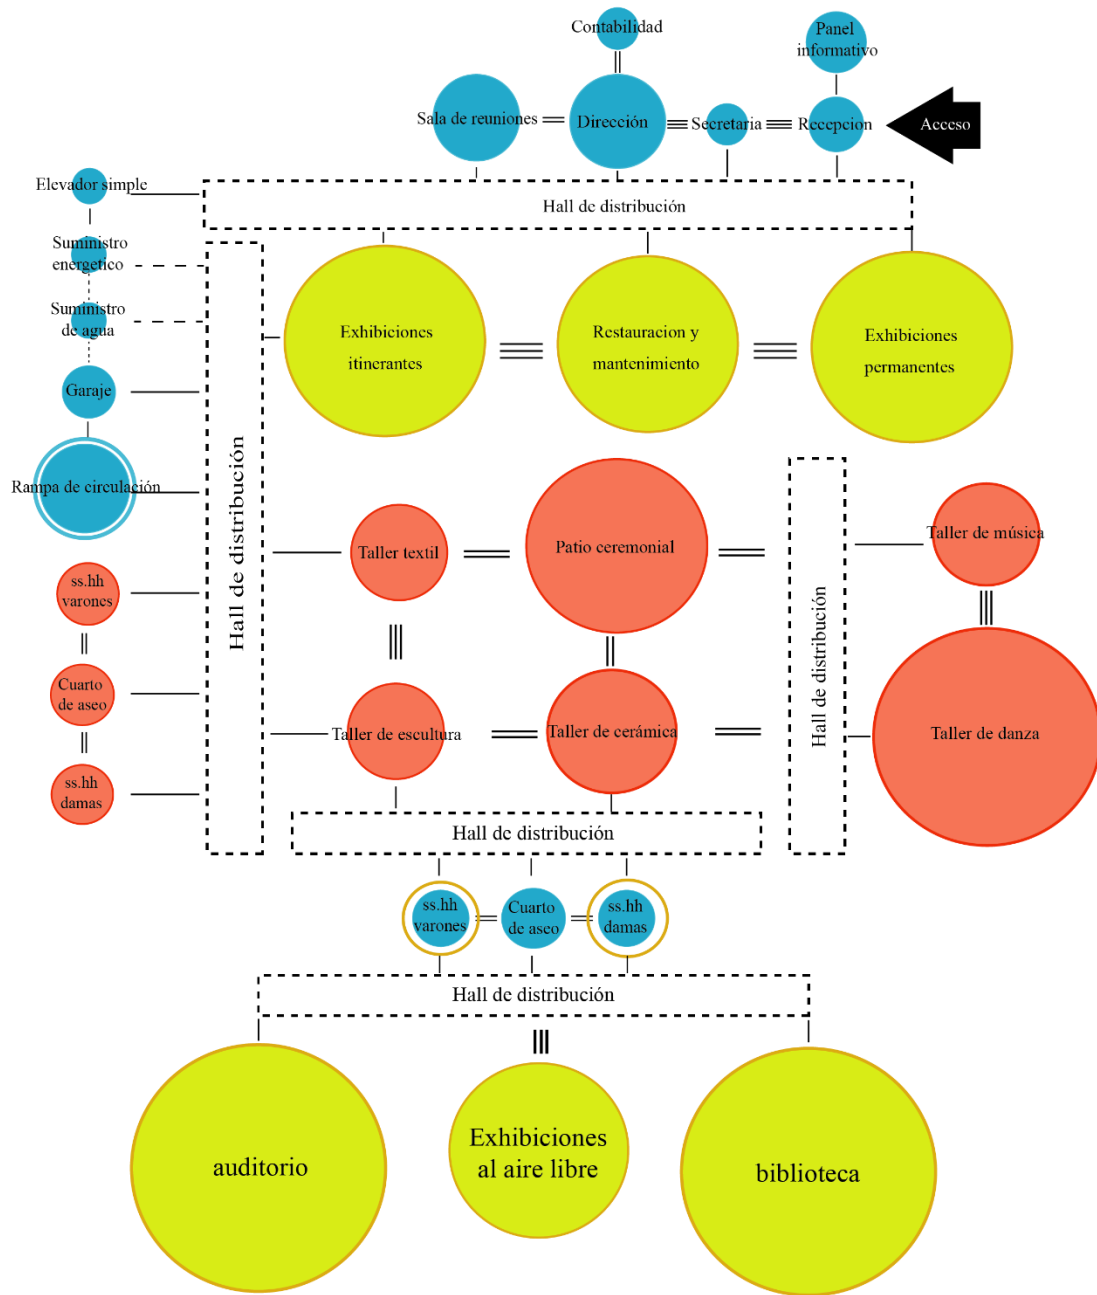 Contabilidad
Panel
informativo
Sala de reuniones
Dirección
Secretaria
Recepcion
Acceso
Elevador simple
Hall de distribución
Suministro
energetico
Suministro
de agua
Garaje
Rampa de circulación
Hall de distribución
Exhibiciones
itinerantes
Restauracion y
mantenimiento
Exhibiciones
permanentes
Taller textil
Patio ceremonial
Hall de distribución
Taller de música
ss.hh
varones
Cuarto
de aseo
ss.hh
damas
Taller de escultura
Taller de cerámica
Taller de danza
Hall de distribución
ss.hh
varones
Cuarto
de aseo
ss.hh
damas
Hall de distribución
auditorio
Exhibiciones
al aire libre
biblioteca